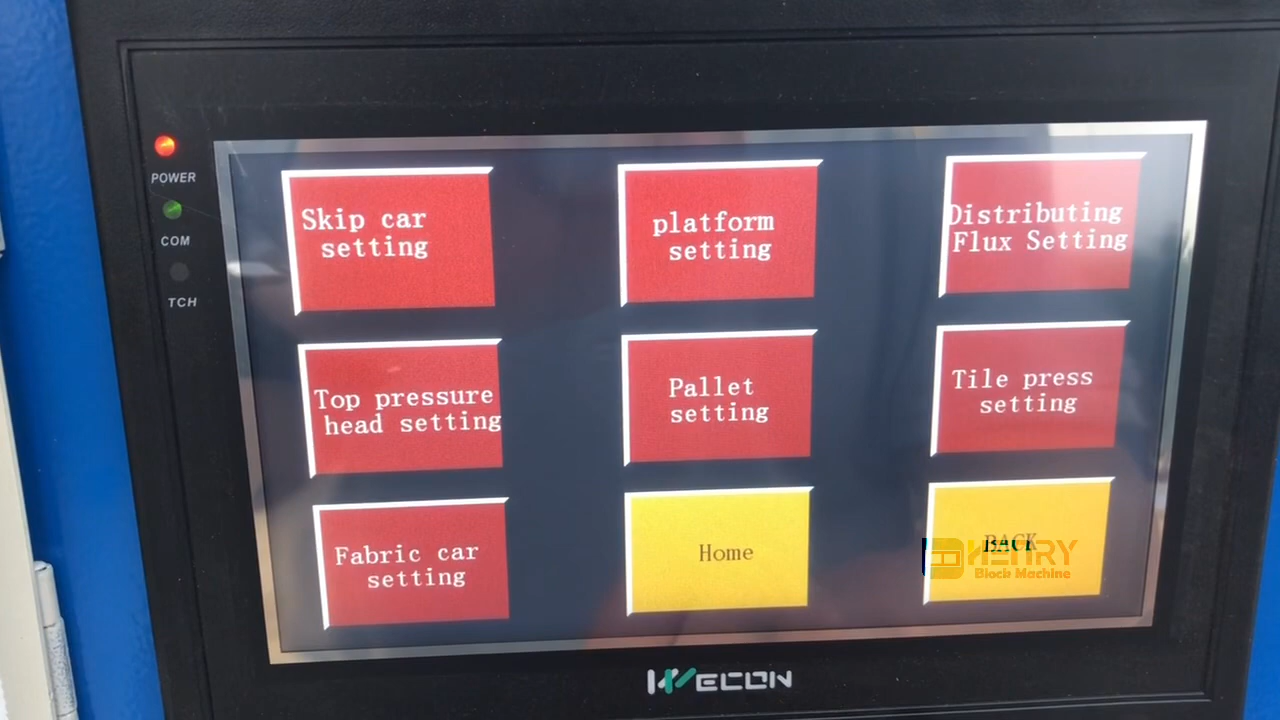 POWER
COM
TCH
Skip car
setting
platform
setting
Distributing
Flux Setting
Top pressure
head setting
Pallet
setting
Tile press
setting
Fabric car
setting
Home
BACK
HENRY
Block Machine
WECON